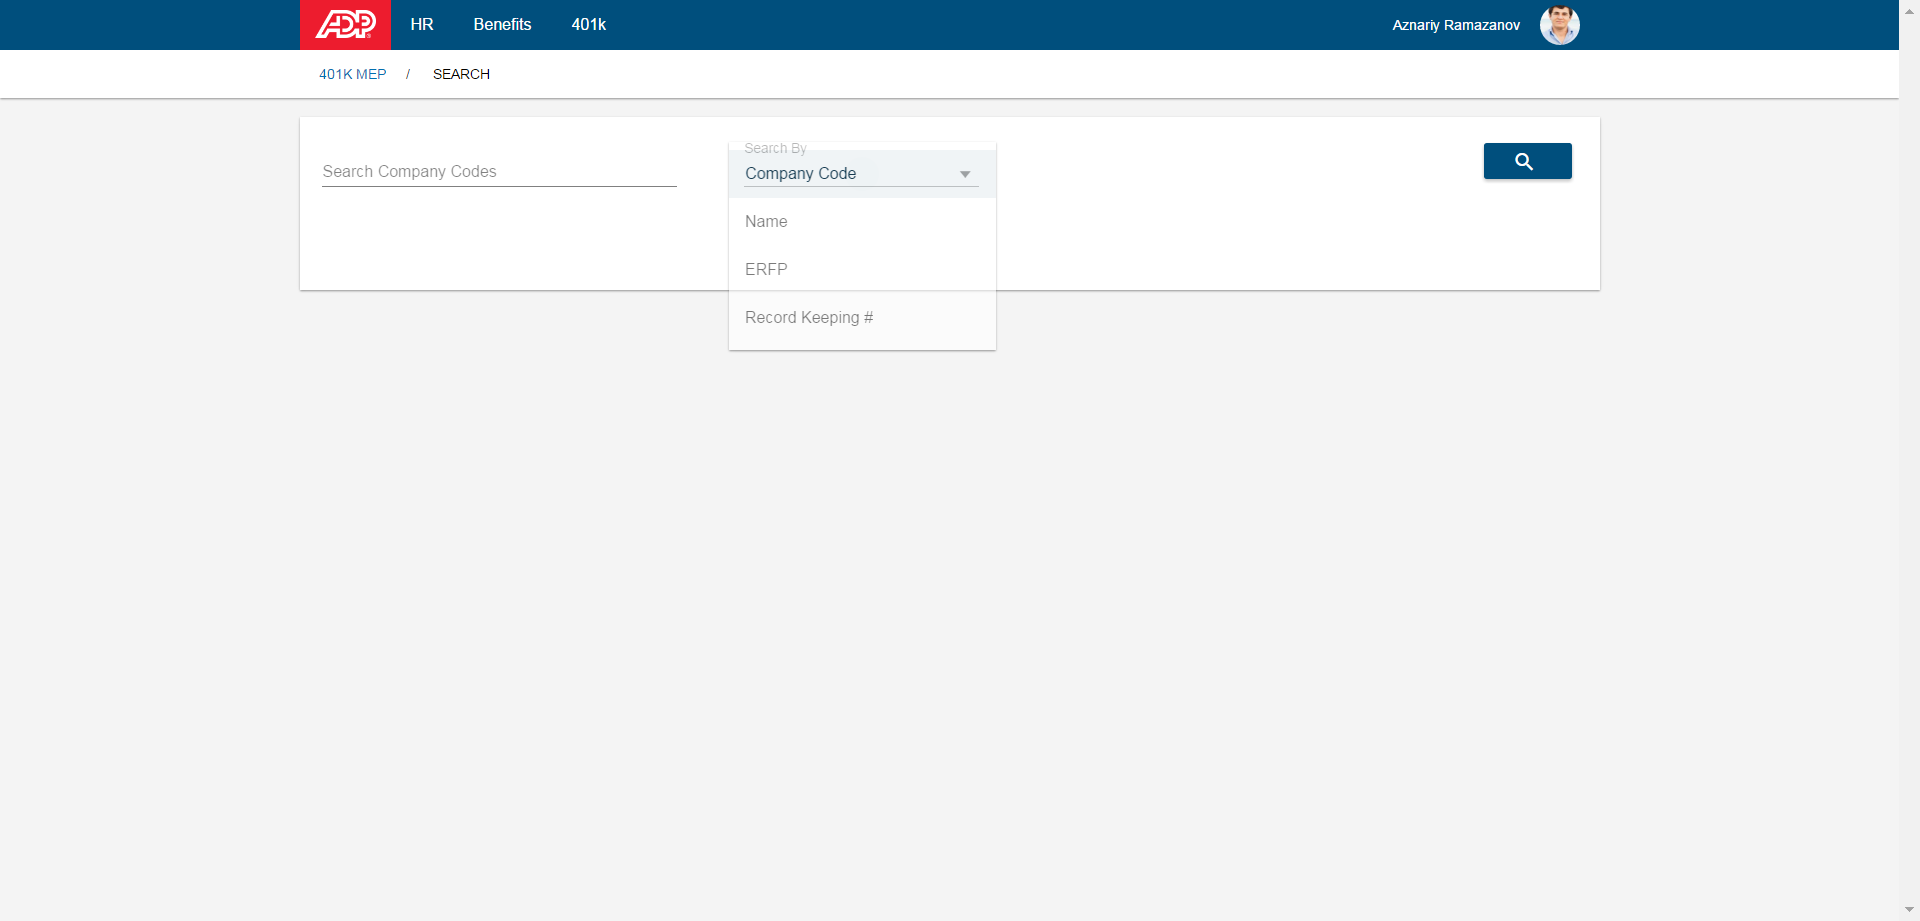 ADP
HR
Benefits
401k
Aznariy Ramazanov
401K MEP / SEARCH
Search By
Search Company Codes
Company Code
Name
ERFP
Record Keeping #